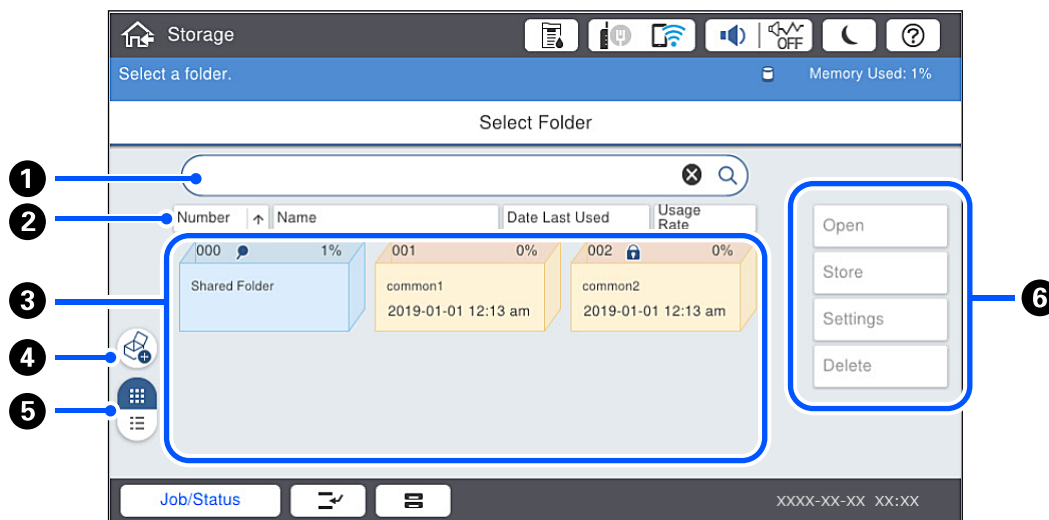 Storage
OFF
Select a folder.
Memory Used: 1%
Select Folder
1
2
Number
Name
Date Last Used
Usage
Rate
000
1%
001
0%
002
0%
Shared Folder
common1
common2
2019-01-01 12:13 am
2019-01-01 12:13 am
3
4
5
Open
Store
Settings
Delete
6
Job/Status
XXXX-XX-XX XX:XX